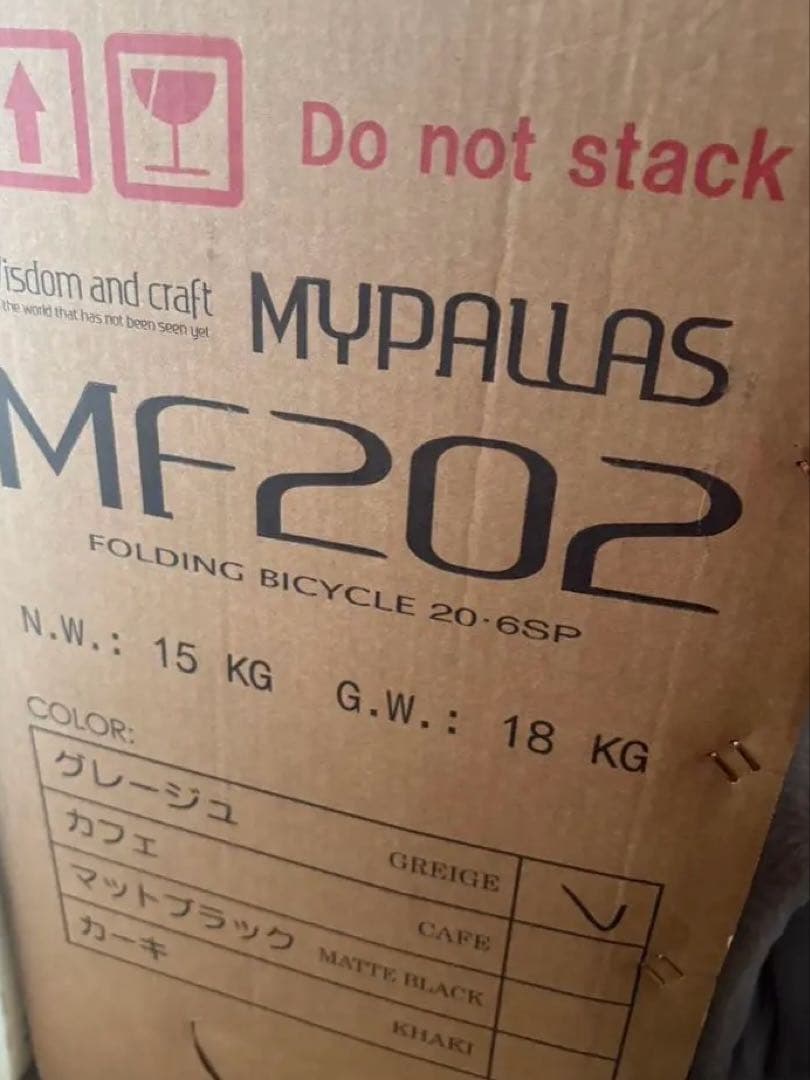 Do not stack
isdom and craft
the world that has not been seen yet
MYPALLAS
MF202
FOLDING BICYCLE 20·6SP
N.W.: 15 KG G.W.: 18 KG
COLOR:
グレージュ GREIGE
カフェ CAFE
マットブラック MATTE BLACK
カーキ KHAKI